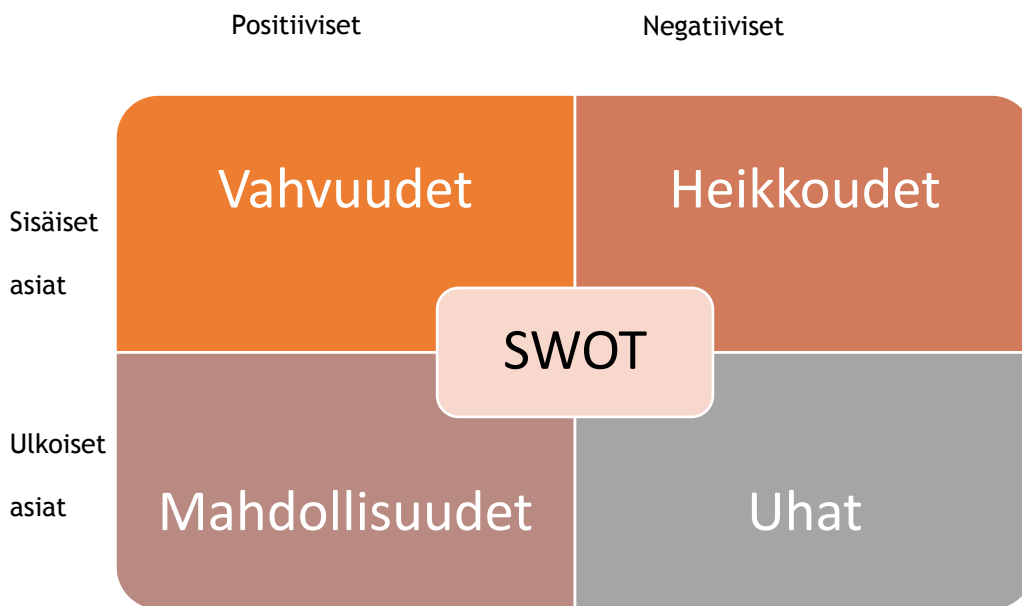 Positiiviset Negatiiviset
Vahvuudet Heikkoudet
Sisäiset
asiat
SWOT
Ulkoiset
asiat
Mahdollisuudet Uhat